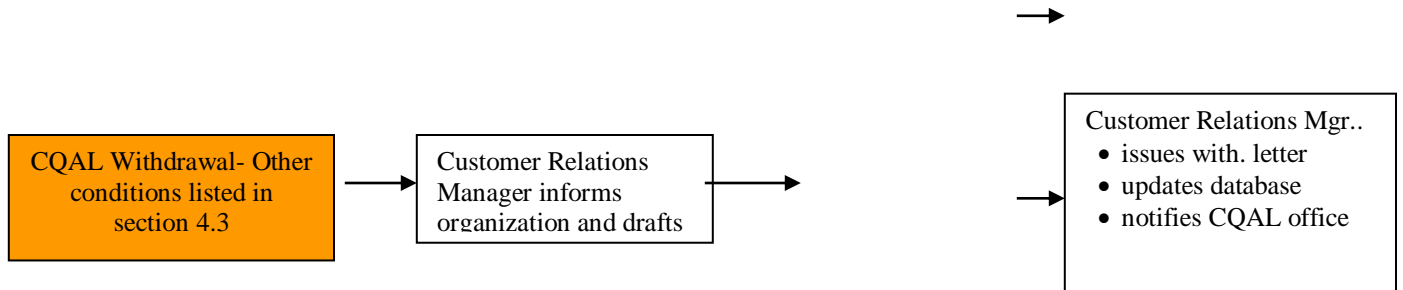 CQAL Withdrawal- Other
conditions listed in
section 4.3
Customer Relations
Manager informs
organization and drafts
Customer Relations Mgr..
• issues with. letter
• updates database
• notifies CQAL office